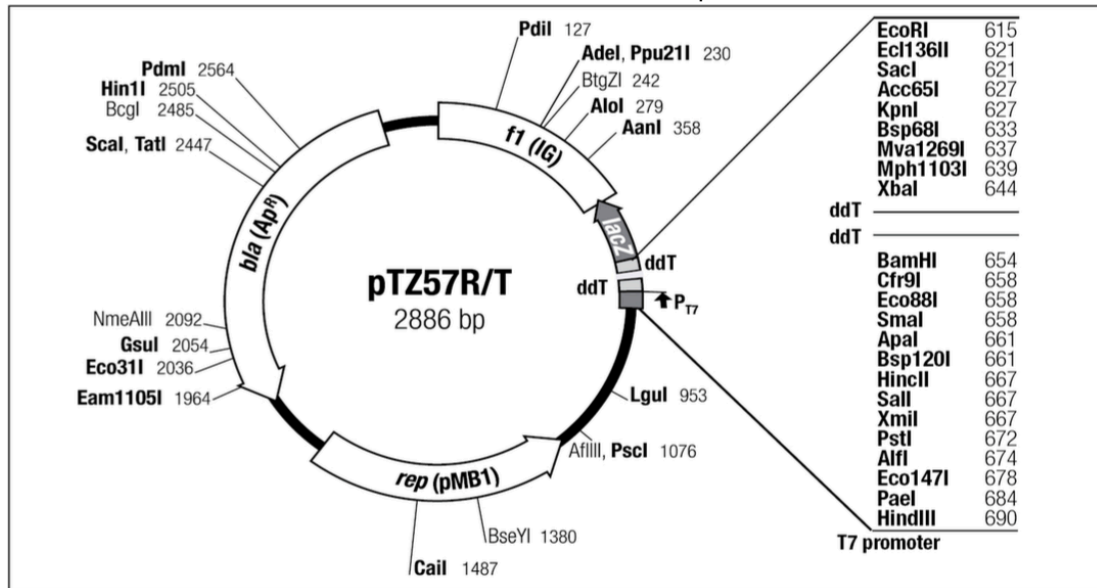 PdiI 127
AdeI, Ppu21I 230
BtgZI 242
AloI 279
AanI 358
PdmI 2564
Hin1I 2505
BcgI 2485
ScaI, TatI 2447
f1 (IG)
lacZ
bla (ApR)
ddT
ddT
PT7
pTZ57R/T
2886 bp
NmeAIII 2092
GsuI 2054
Eco31I 2036
Eam1105I 1964
LguI 953
AflIII, PscI 1076
rep (pMB1)
BseYI 1380
CaiI 1487
EcoRI 615
Ecl136II 621
SacI 621
Acc65I 627
KpnI 627
Bsp68I 633
Mva1269I 637
Mph1103I 639
XbaI 644
ddT
ddT
BamHI 654
Cfr9I 658
Eco88I 658
SmaI 658
ApaI 661
Bsp120I 661
HincII 667
SalI 667
XmiI 667
PstI 672
AlfI 674
Eco147I 678
PaeI 684
HindIII 690
T7 promoter